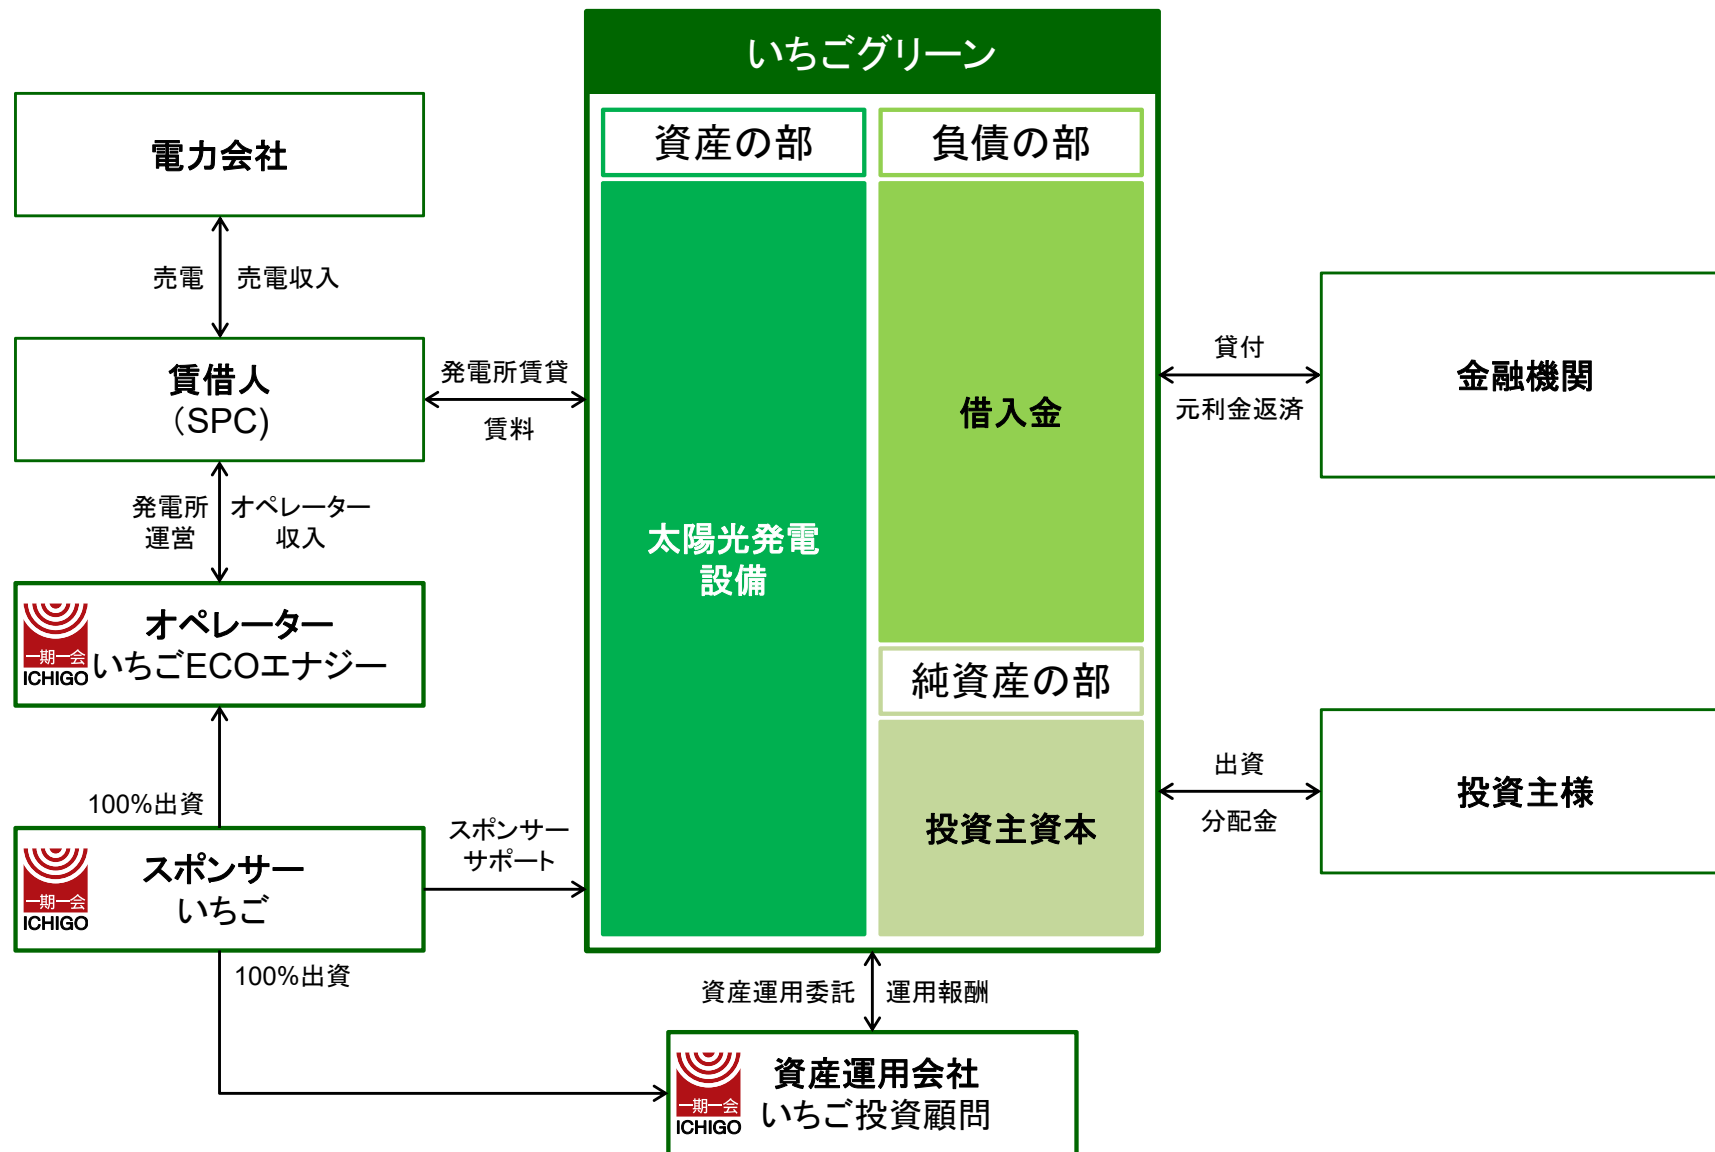 いちごグリーン
資産の部
負債の部
太陽光発電
設備
借入金
純資産の部
投資主資本
電力会社
売電
売電収入
賃借人
(SPC)
発電所賃貸
賃料
発電所
運営
オペレーター
収入
一期一会
ICHIGO
オペレーター
いちごECOエナジー
100%出資
一期一会
ICHIGO
スポンサー
いちご
スポンサー
サポート
100%出資
貸付
元利金返済
金融機関
出資
分配金
投資主様
資産運用委託
運用報酬
一期一会
ICHIGO
資産運用会社
いちご投資顧問